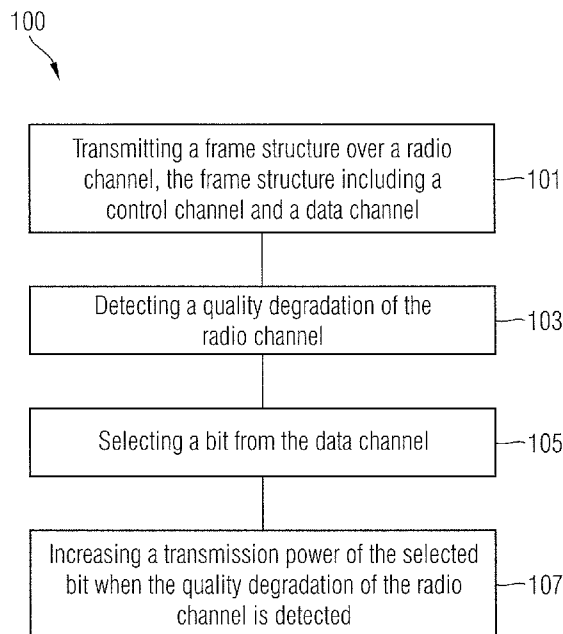 100
Transmitting a frame structure over a radio
channel, the frame structure including a
control channel and a data channel
101
Detecting a quality degradation of the
radio channel
103
Selecting a bit from the data channel
105
Increasing a transmission power of the selected
bit when the quality degradation of the radio
channel is detected
107